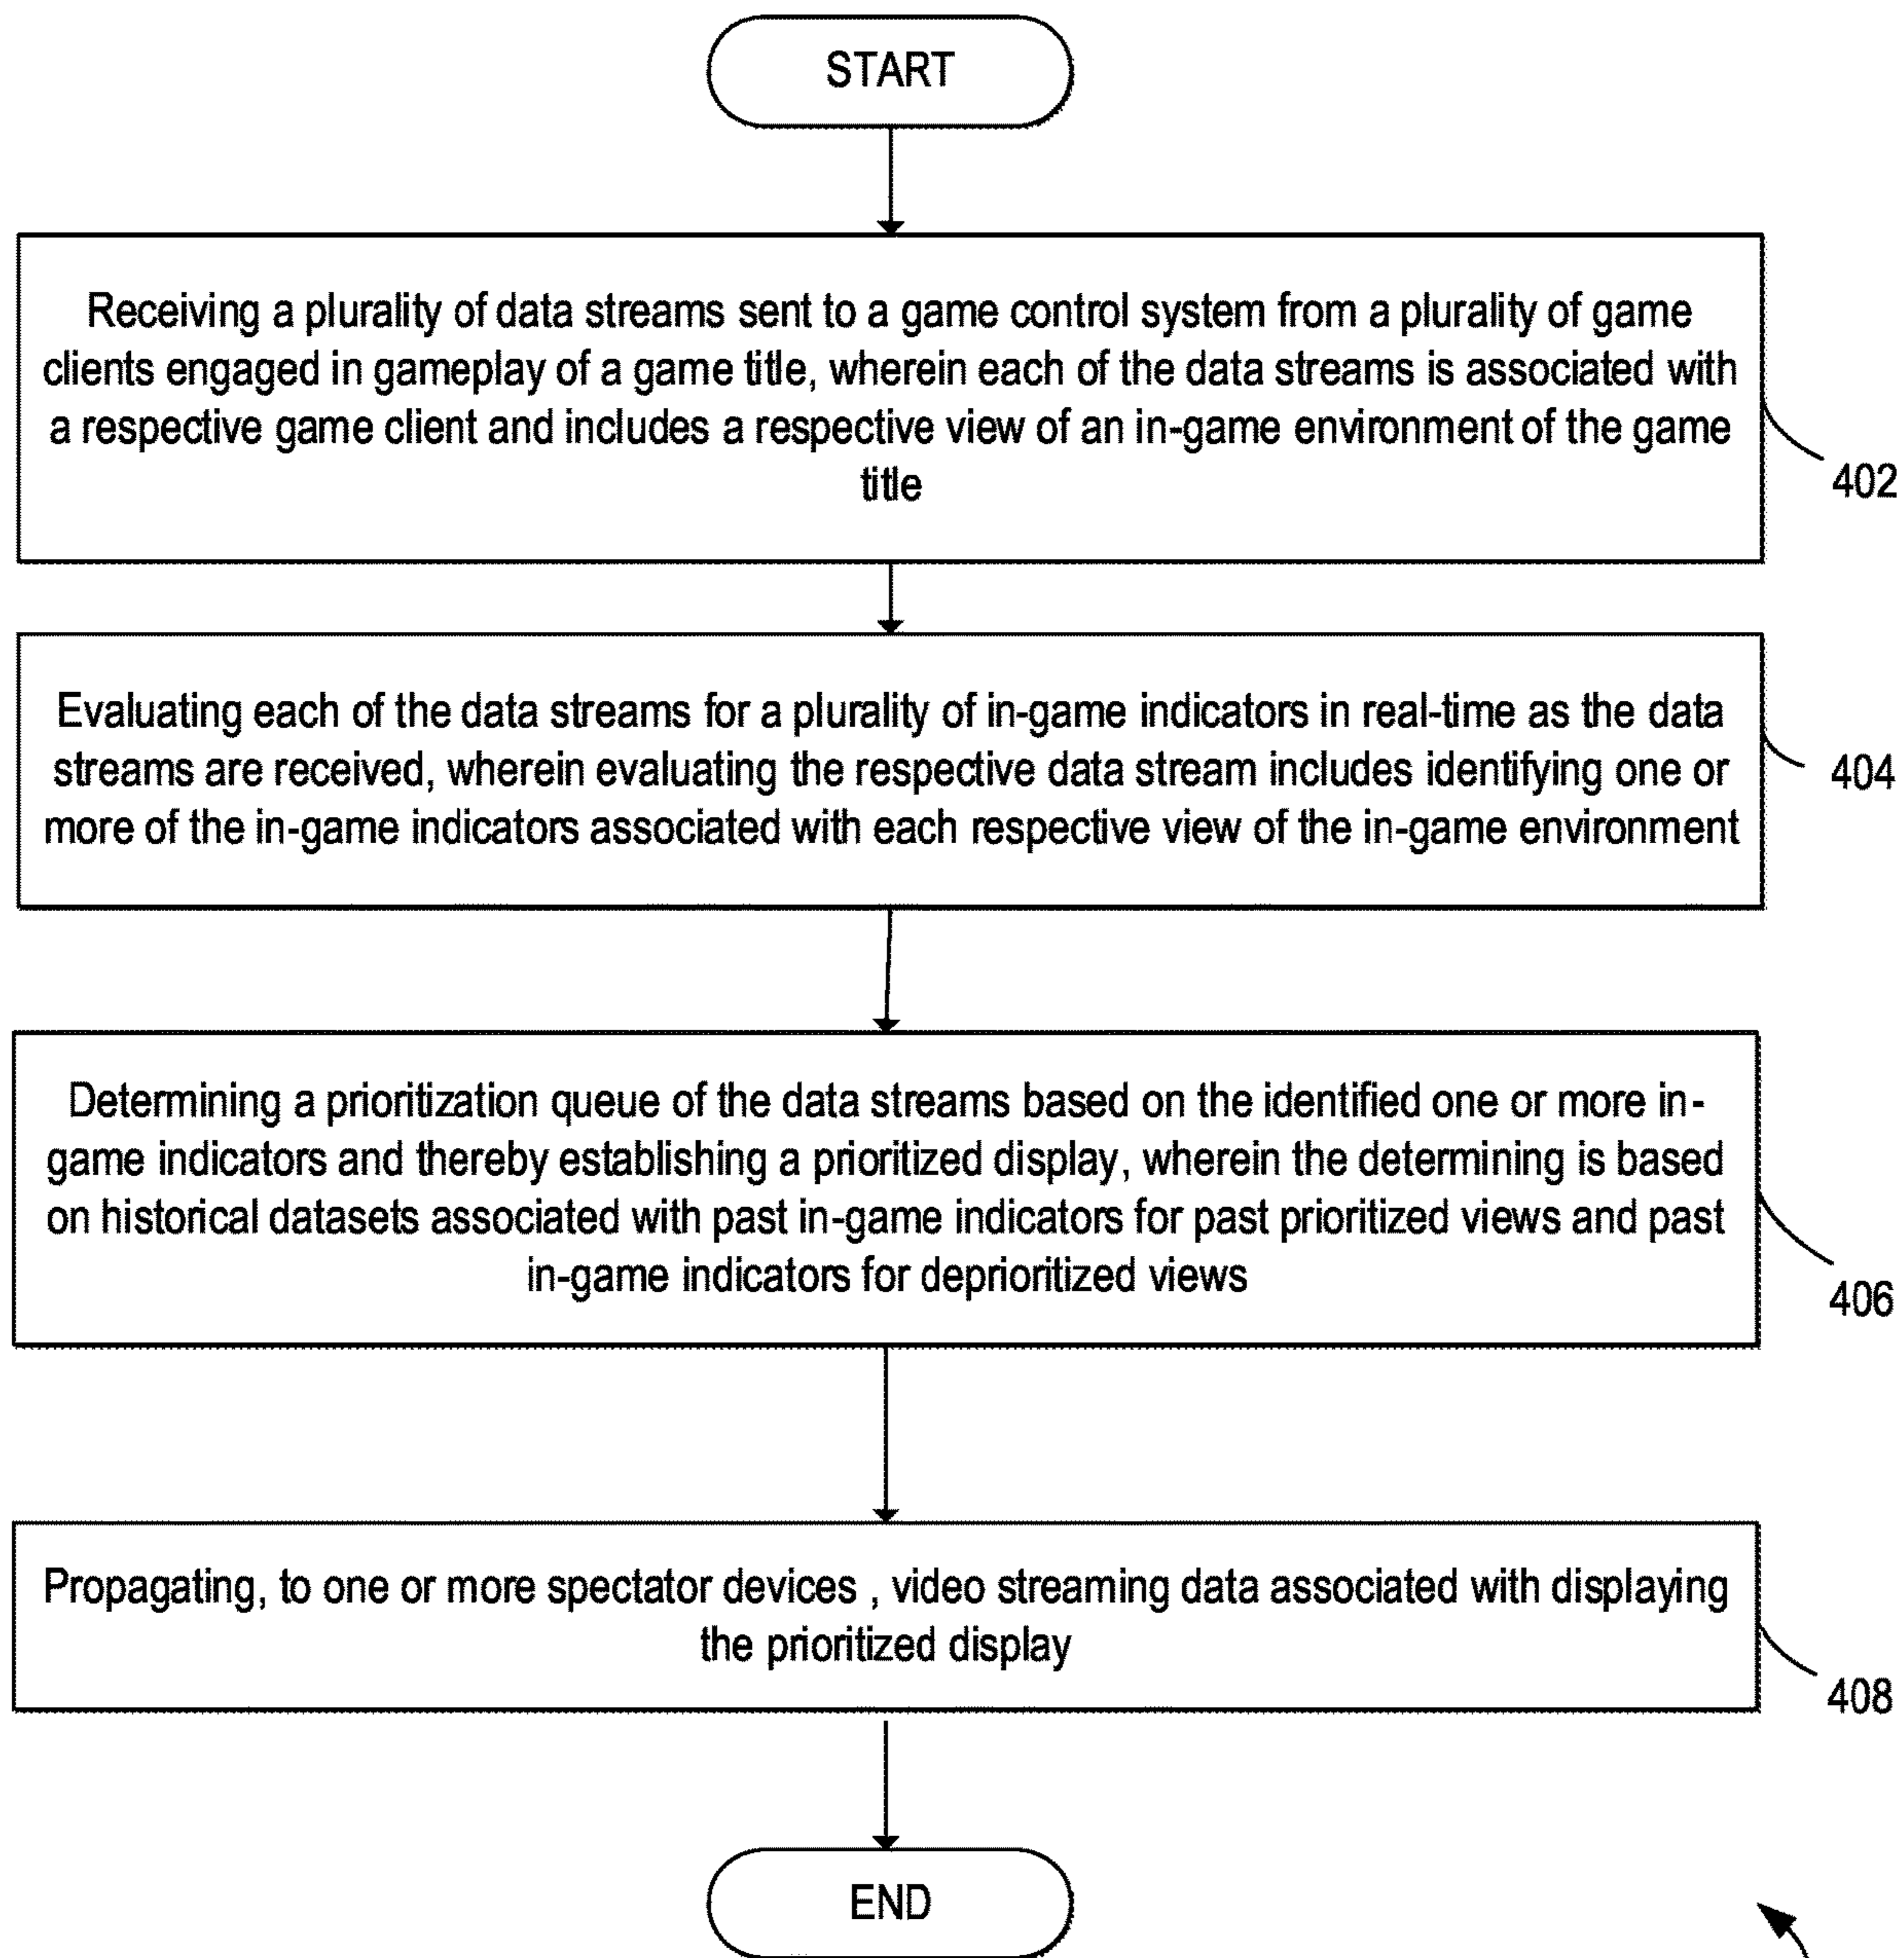 START
Receiving a plurality of data streams sent to a game control system from a plurality of game
clients engaged in gameplay of a game title, wherein each of the data streams is associated with
a respective game client and includes a respective view of an in-game environment of the game
title
402
Evaluating each of the data streams for a plurality of in-game indicators in real-time as the data
streams are received, wherein evaluating the respective data stream includes identifying one or
more of the in-game indicators associated with each respective view of the in-game environment
404
Determining a prioritization queue of the data streams based on the identified one or more in-
game indicators and thereby establishing a prioritized display, wherein the determining is based
on historical datasets associated with past in-game indicators for past prioritized views and past
in-game indicators for deprioritized views
406
Propagating, to one or more spectator devices , video streaming data associated with displaying
the prioritized display
408
END